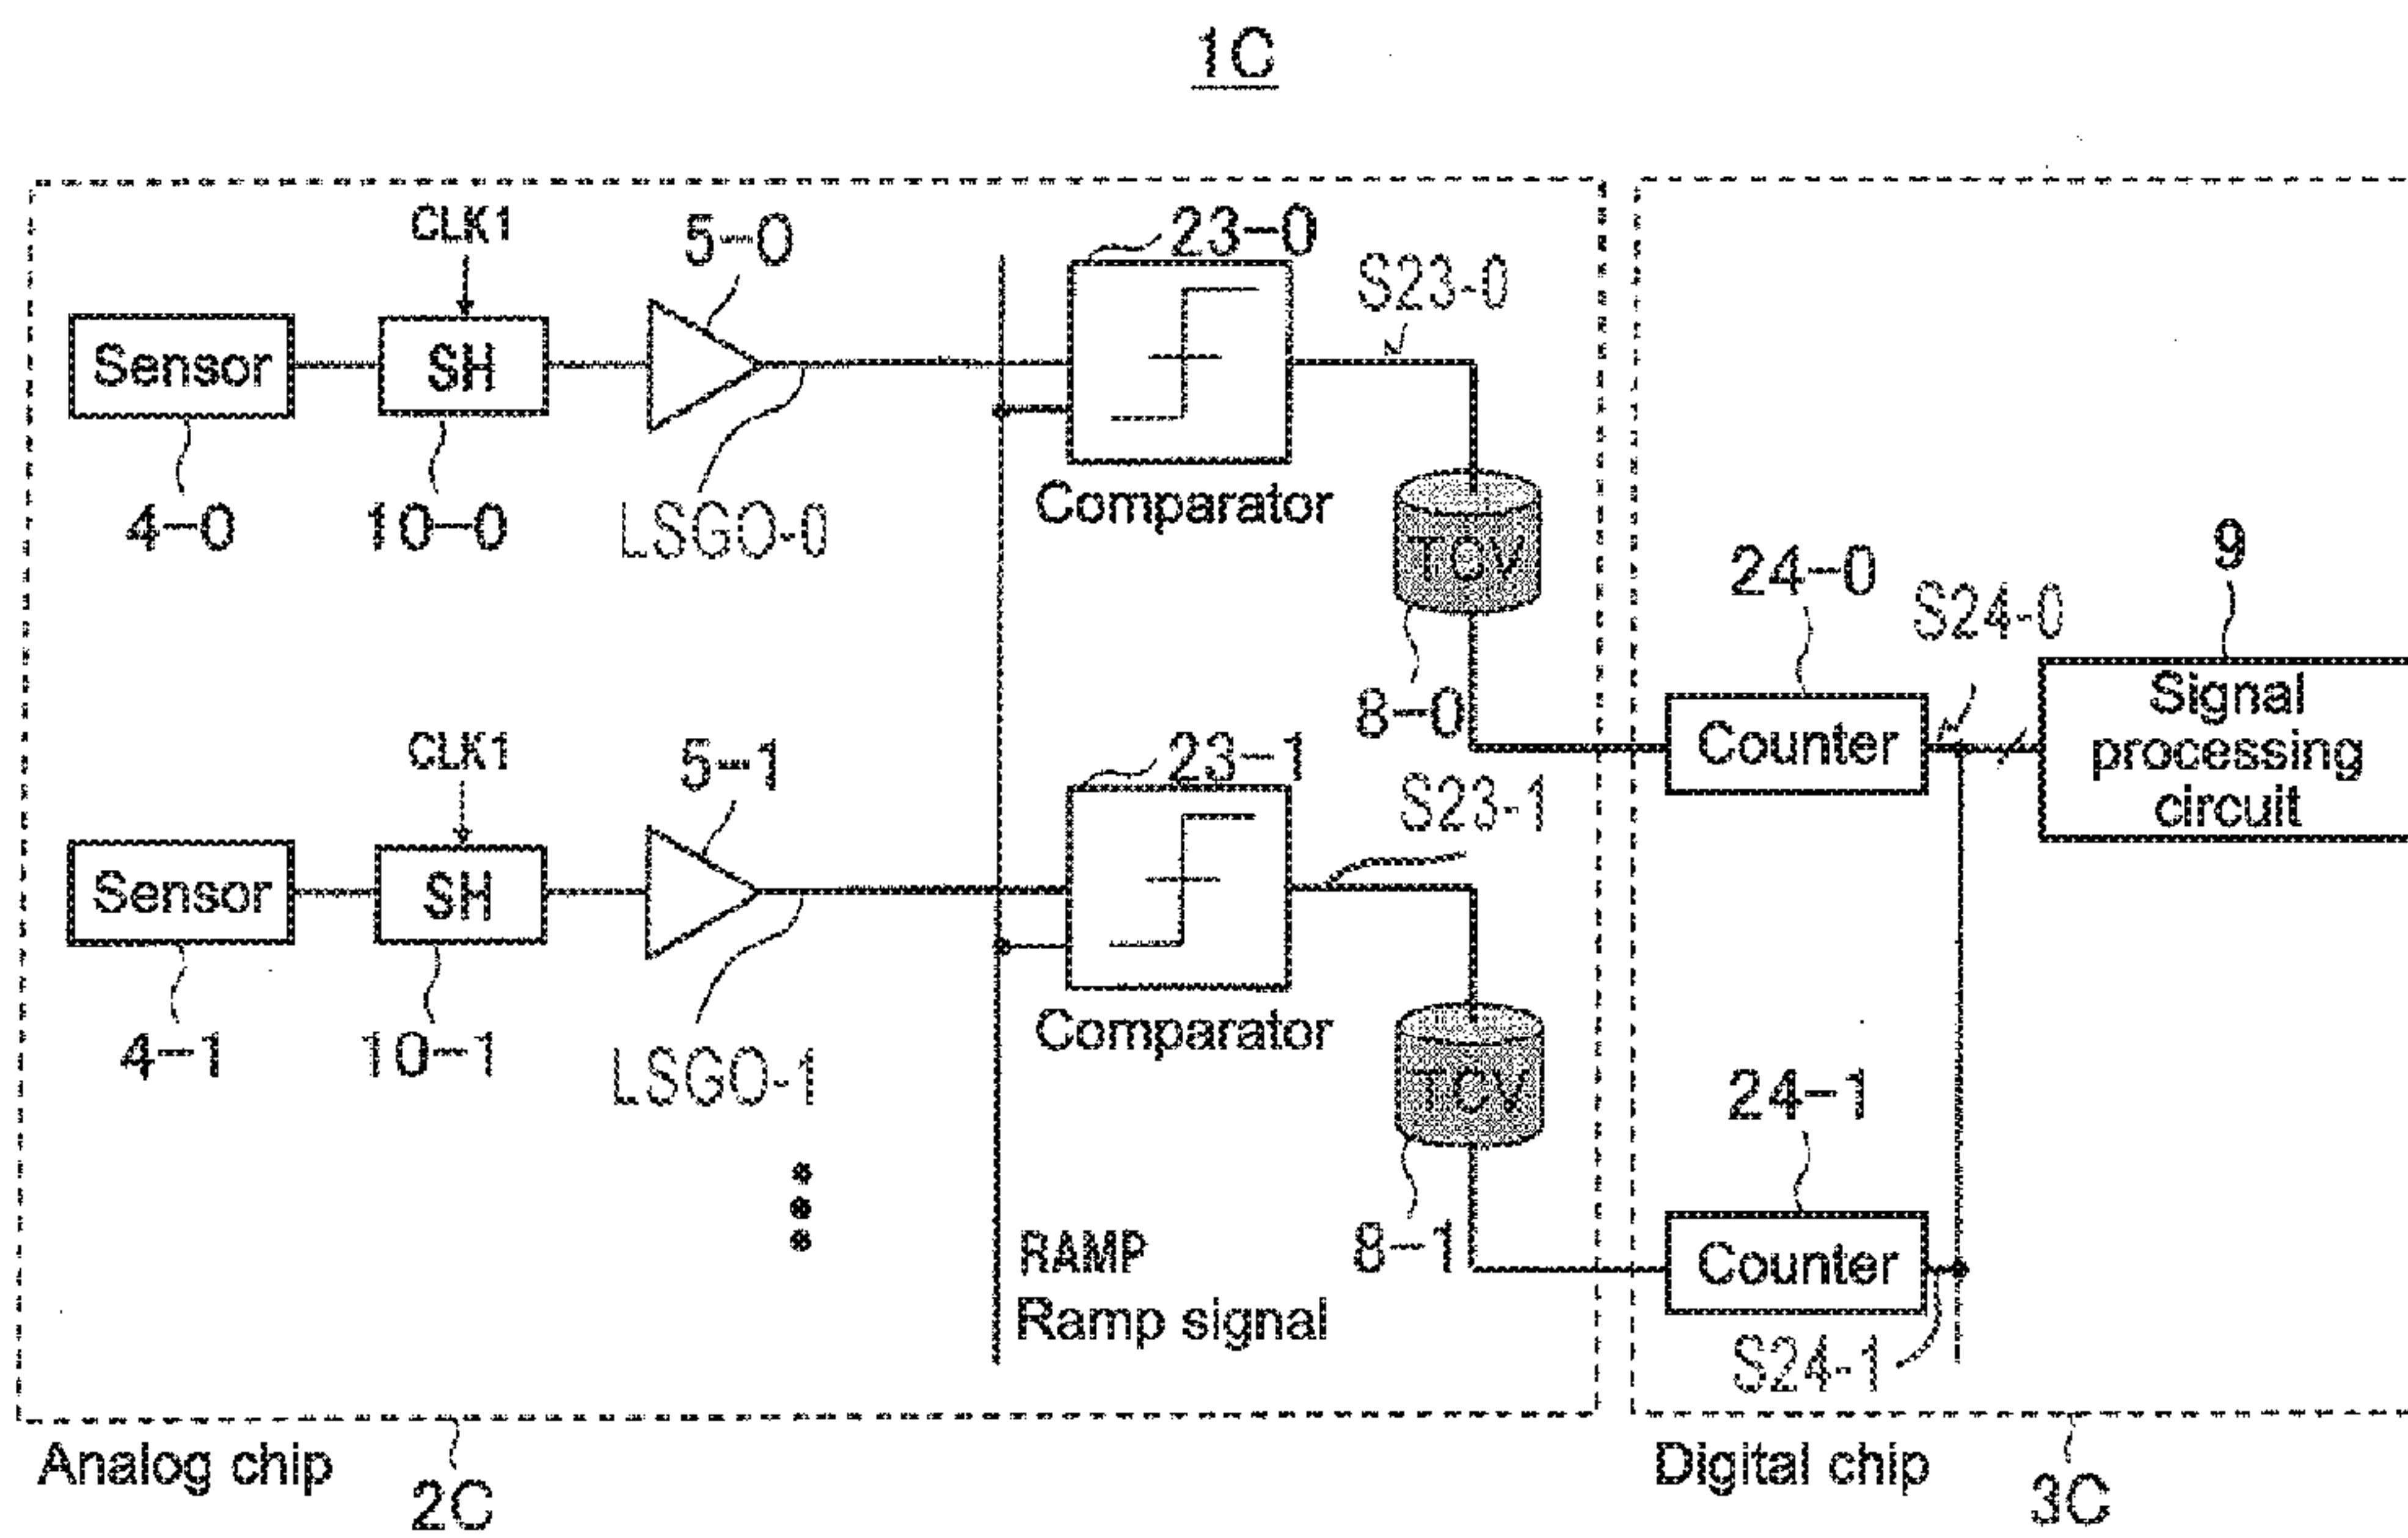 1C
CLK1
5-0
23-0
S23-0
Sensor
SH
4-0
10-0
LSGO-0
Comparator
TCV
8-0
24-0
S24-0
9
Counter
Signal
processing
circuit
CLK1
5-1
23-1
S23-1
Sensor
SH
4-1
10-1
LSGO-1
Comparator
TCV
8-1
24-1
Counter
S24-1
RAMP
Ramp signal
Analog chip
2C
Digital chip
3C